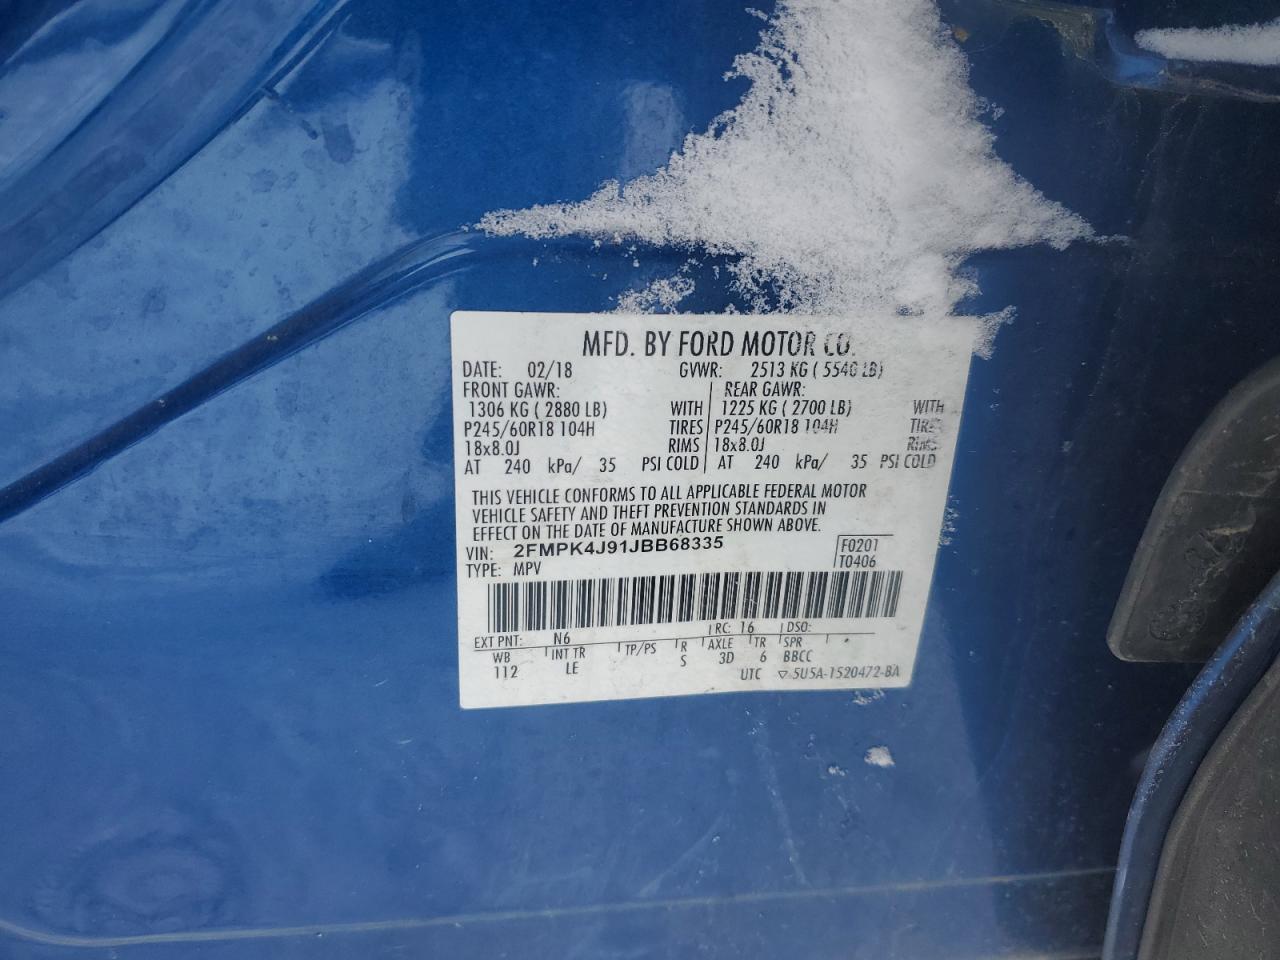 MFD. BY FORD MOTOR CO.
DATE: 02/18 GVWR: 2513 KG ( 5540 LB)
FRONT GAWR: REAR GAWR:
1306 KG ( 2880 LB) WITH 1225 KG ( 2700 LB) WITH
P245/60R18 104H TIRES P245/60R18 104H TIRES
18x8.0J RIMS 18x8.0J RIMS
AT 240 kPa/ 35 PSI COLD AT 240 kPa/ 35 PSI COLD
THIS VEHICLE CONFORMS TO ALL APPLICABLE FEDERAL MOTOR
VEHICLE SAFETY AND THEFT PREVENTION STANDARDS IN
EFFECT ON THE DATE OF MANUFACTURE SHOWN ABOVE.
VIN: 2FMPK4J91JBB68335 F0201
TYPE: MPV T0406
EXT PNT: N6 RC: 16 DSO:
WB INT TR TP/PS R AXLE TR SPR
112 LE S 3D 6 BBCC
UTC ▽ 5U5A-1520472-BA